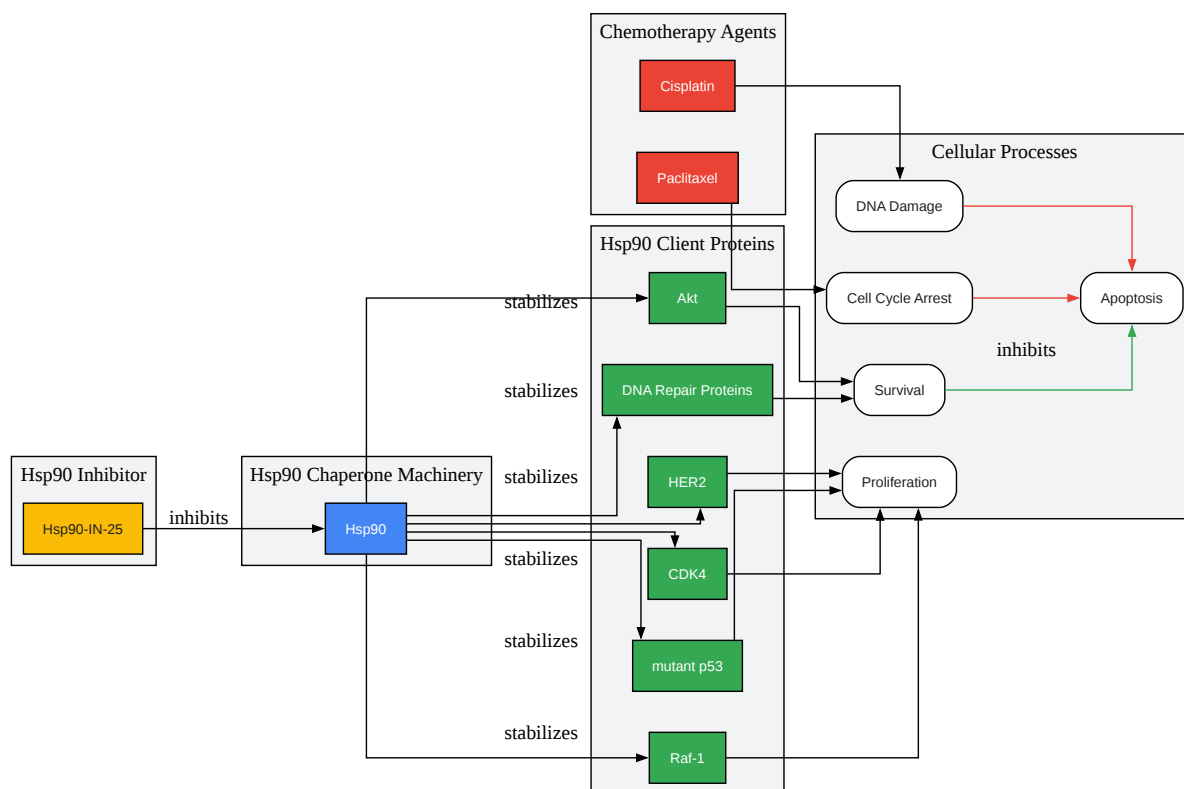 Chemotherapy Agents
Cisplatin
Paclitaxel
Cellular Processes
DNA Damage
Cell Cycle Arrest
Apoptosis
inhibits
Survival
Proliferation
Hsp90 Client Proteins
Akt
DNA Repair Proteins
HER2
CDK4
mutant p53
Raf-1
stabilizes
stabilizes
stabilizes
stabilizes
stabilizes
stabilizes
Hsp90 Inhibitor
Hsp90-IN-25
inhibits
Hsp90 Chaperone Machinery
Hsp90